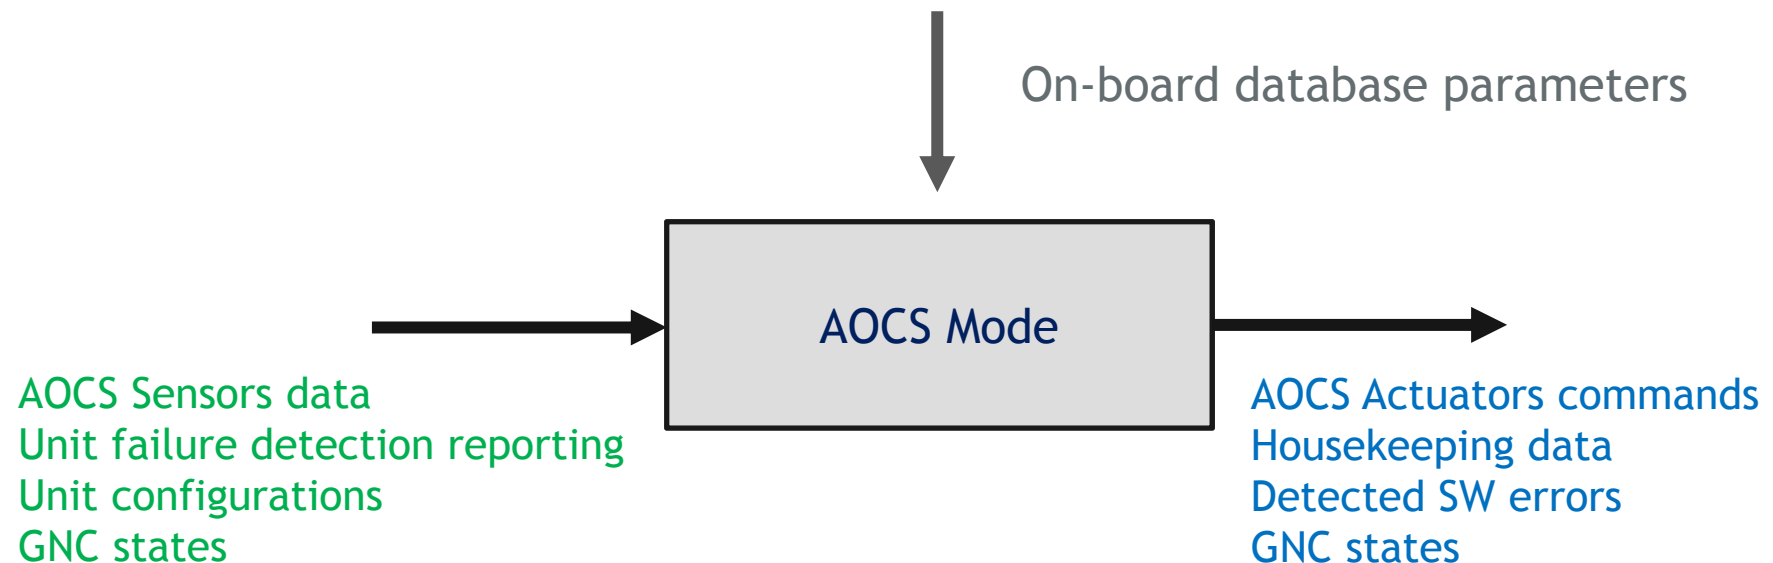 On-board database parameters
AOCS Mode
AOCS Sensors data
Unit failure detection reporting
Unit configurations
GNC states
AOCS Actuators commands
Housekeeping data
Detected SW errors
GNC states